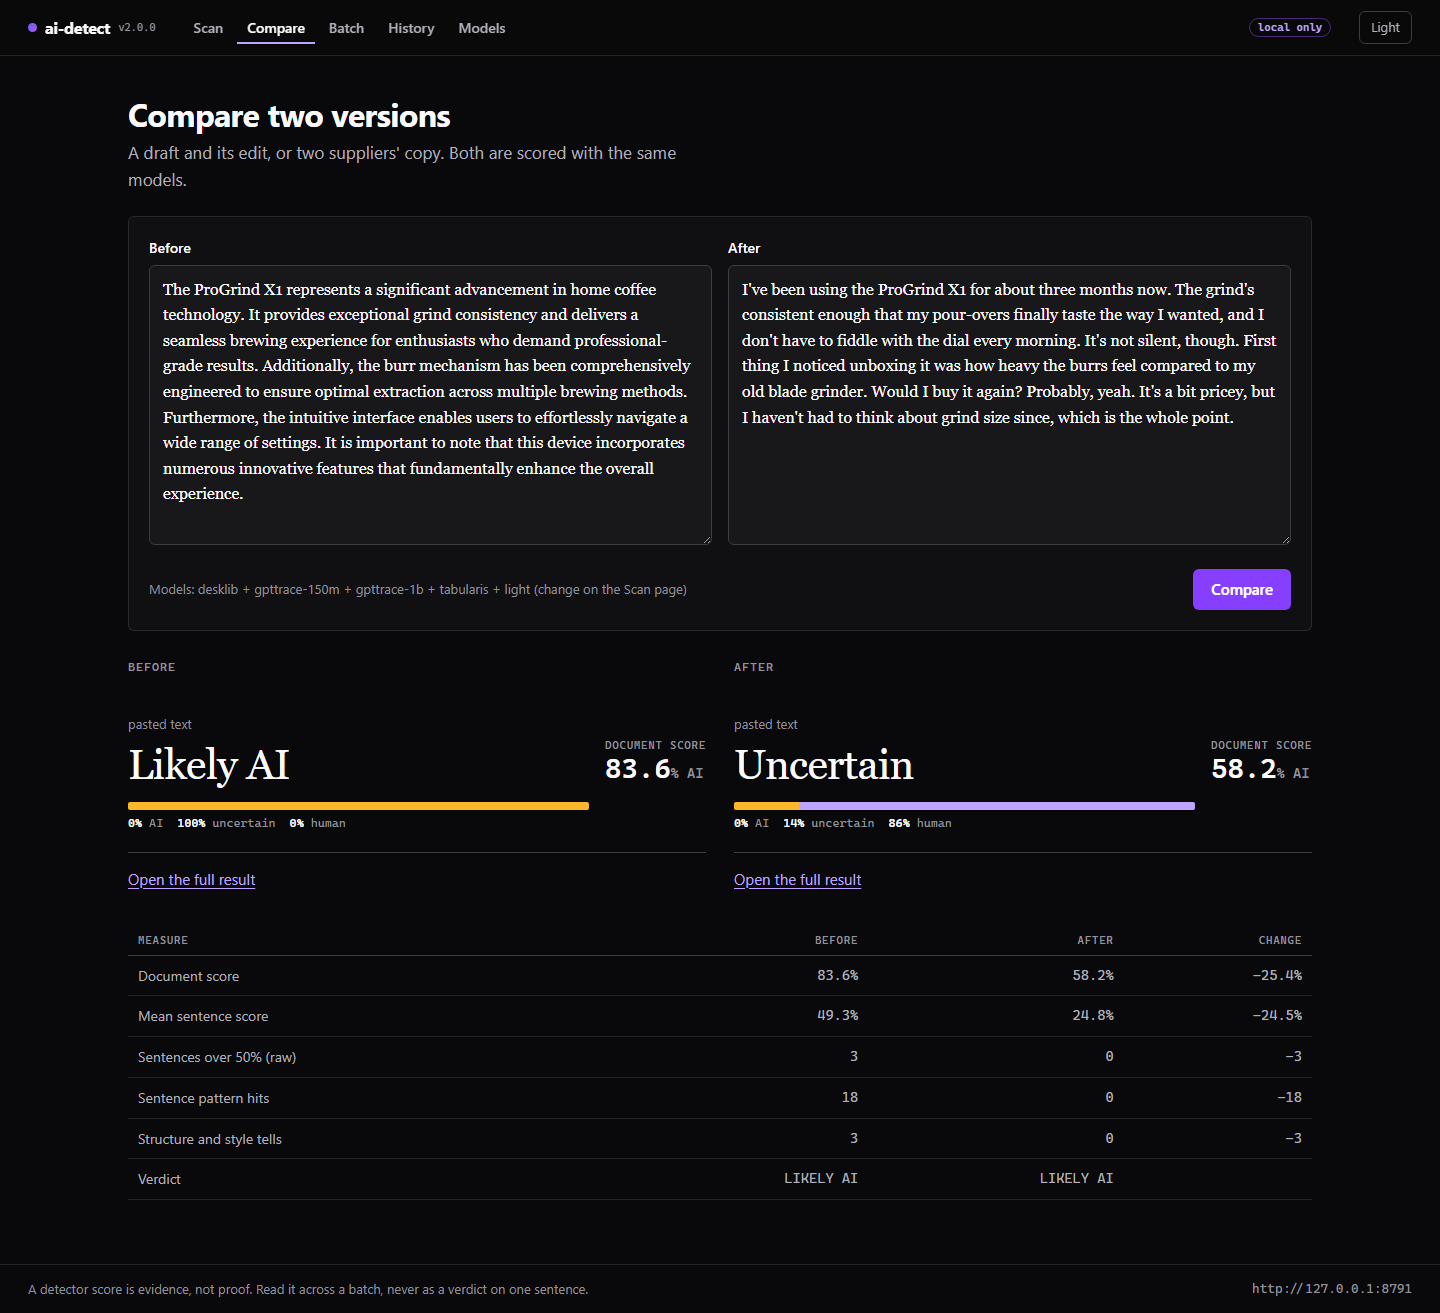 ai-detect v2.0.0 Scan Compare Batch History Models local only Light
Compare two versions
A draft and its edit, or two suppliers' copy. Both are scored with the same
models.
Before
The ProGrind X1 represents a significant advancement in home coffee
technology. It provides exceptional grind consistency and delivers a
seamless brewing experience for enthusiasts who demand professional-
grade results. Additionally, the burr mechanism has been comprehensively
engineered to ensure optimal extraction across multiple brewing methods.
Furthermore, the intuitive interface enables users to effortlessly navigate a
wide range of settings. It is important to note that this device incorporates
numerous innovative features that fundamentally enhance the overall
experience.
After
I've been using the ProGrind X1 for about three months now. The grind's
consistent enough that my pour-overs finally taste the way I wanted, and I
don't have to fiddle with the dial every morning. It's not silent, though. First
thing I noticed unboxing it was how heavy the burrs feel compared to my
old blade grinder. Would I buy it again? Probably, yeah. It's a bit pricey, but
I haven't had to think about grind size since, which is the whole point.
Models: desklib + gpttrace-150m + gpttrace-1b + tabularis + light (change on the Scan page)
Compare
BEFORE
pasted text
Likely AI
DOCUMENT SCORE
83.6% AI
0% AI 100% uncertain 0% human
Open the full result
AFTER
pasted text
Uncertain
DOCUMENT SCORE
58.2% AI
0% AI 14% uncertain 86% human
Open the full result
MEASURE BEFORE AFTER CHANGE
Document score 83.6% 58.2% −25.4%
Mean sentence score 49.3% 24.8% −24.5%
Sentences over 50% (raw) 3 0 −3
Sentence pattern hits 18 0 −18
Structure and style tells 3 0 −3
Verdict LIKELY AI LIKELY AI
A detector score is evidence, not proof. Read it across a batch, never as a verdict on one sentence.
http://127.0.0.1:8791